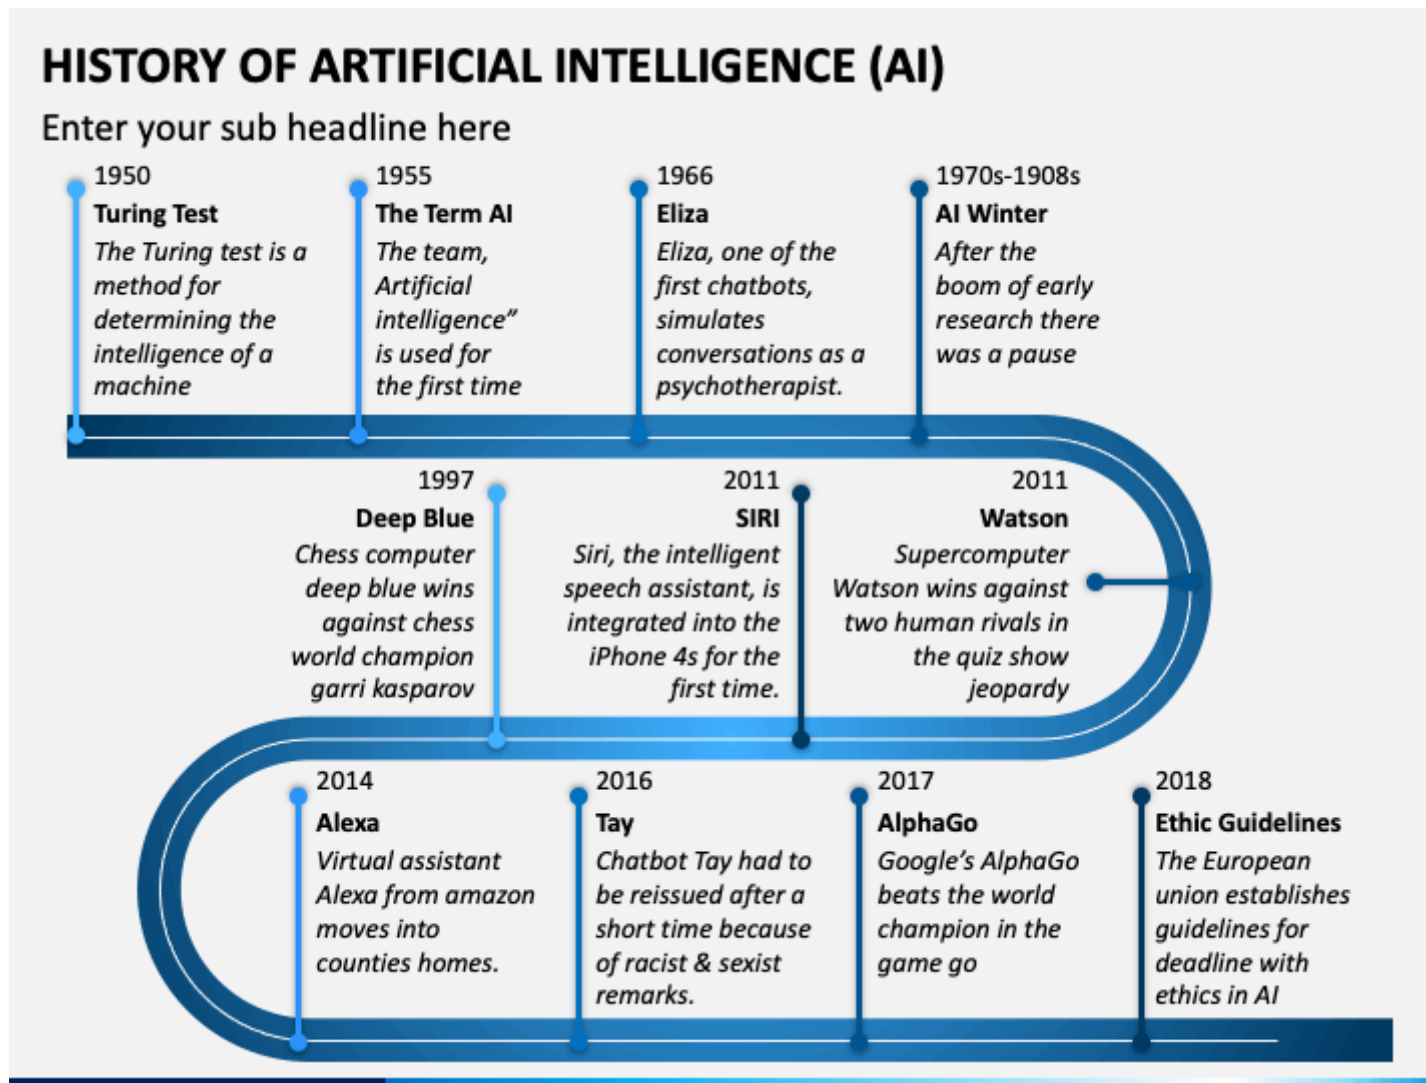 HISTORY OF ARTIFICIAL INTELLIGENCE (AI)
Enter your sub headline here
1950
Turing Test
The Turing test is a
method for
determining the
intelligence of a
machine
1955
The Term AI
The team,
Artificial
intelligence”
is used for
the first time
1966
Eliza
Eliza, one of the
first chatbots,
simulates
conversations as a
psychotherapist.
1970s-1908s
AI Winter
After the
boom of early
research there
was a pause
1997
Deep Blue
Chess computer
deep blue wins
against chess
world champion
garri kasparov
2011
SIRI
Siri, the intelligent
speech assistant, is
integrated into the
iPhone 4s for the
first time.
2011
Watson
Supercomputer
Watson wins against
two human rivals in
the quiz show
jeopardy
2014
Alexa
Virtual assistant
Alexa from amazon
moves into
counties homes.
2016
Tay
Chatbot Tay had to
be reissued after a
short time because
of racist & sexist
remarks.
2017
AlphaGo
Google’s AlphaGo
beats the world
champion in the
game go
2018
Ethic Guidelines
The European
union establishes
guidelines for
deadline with
ethics in AI